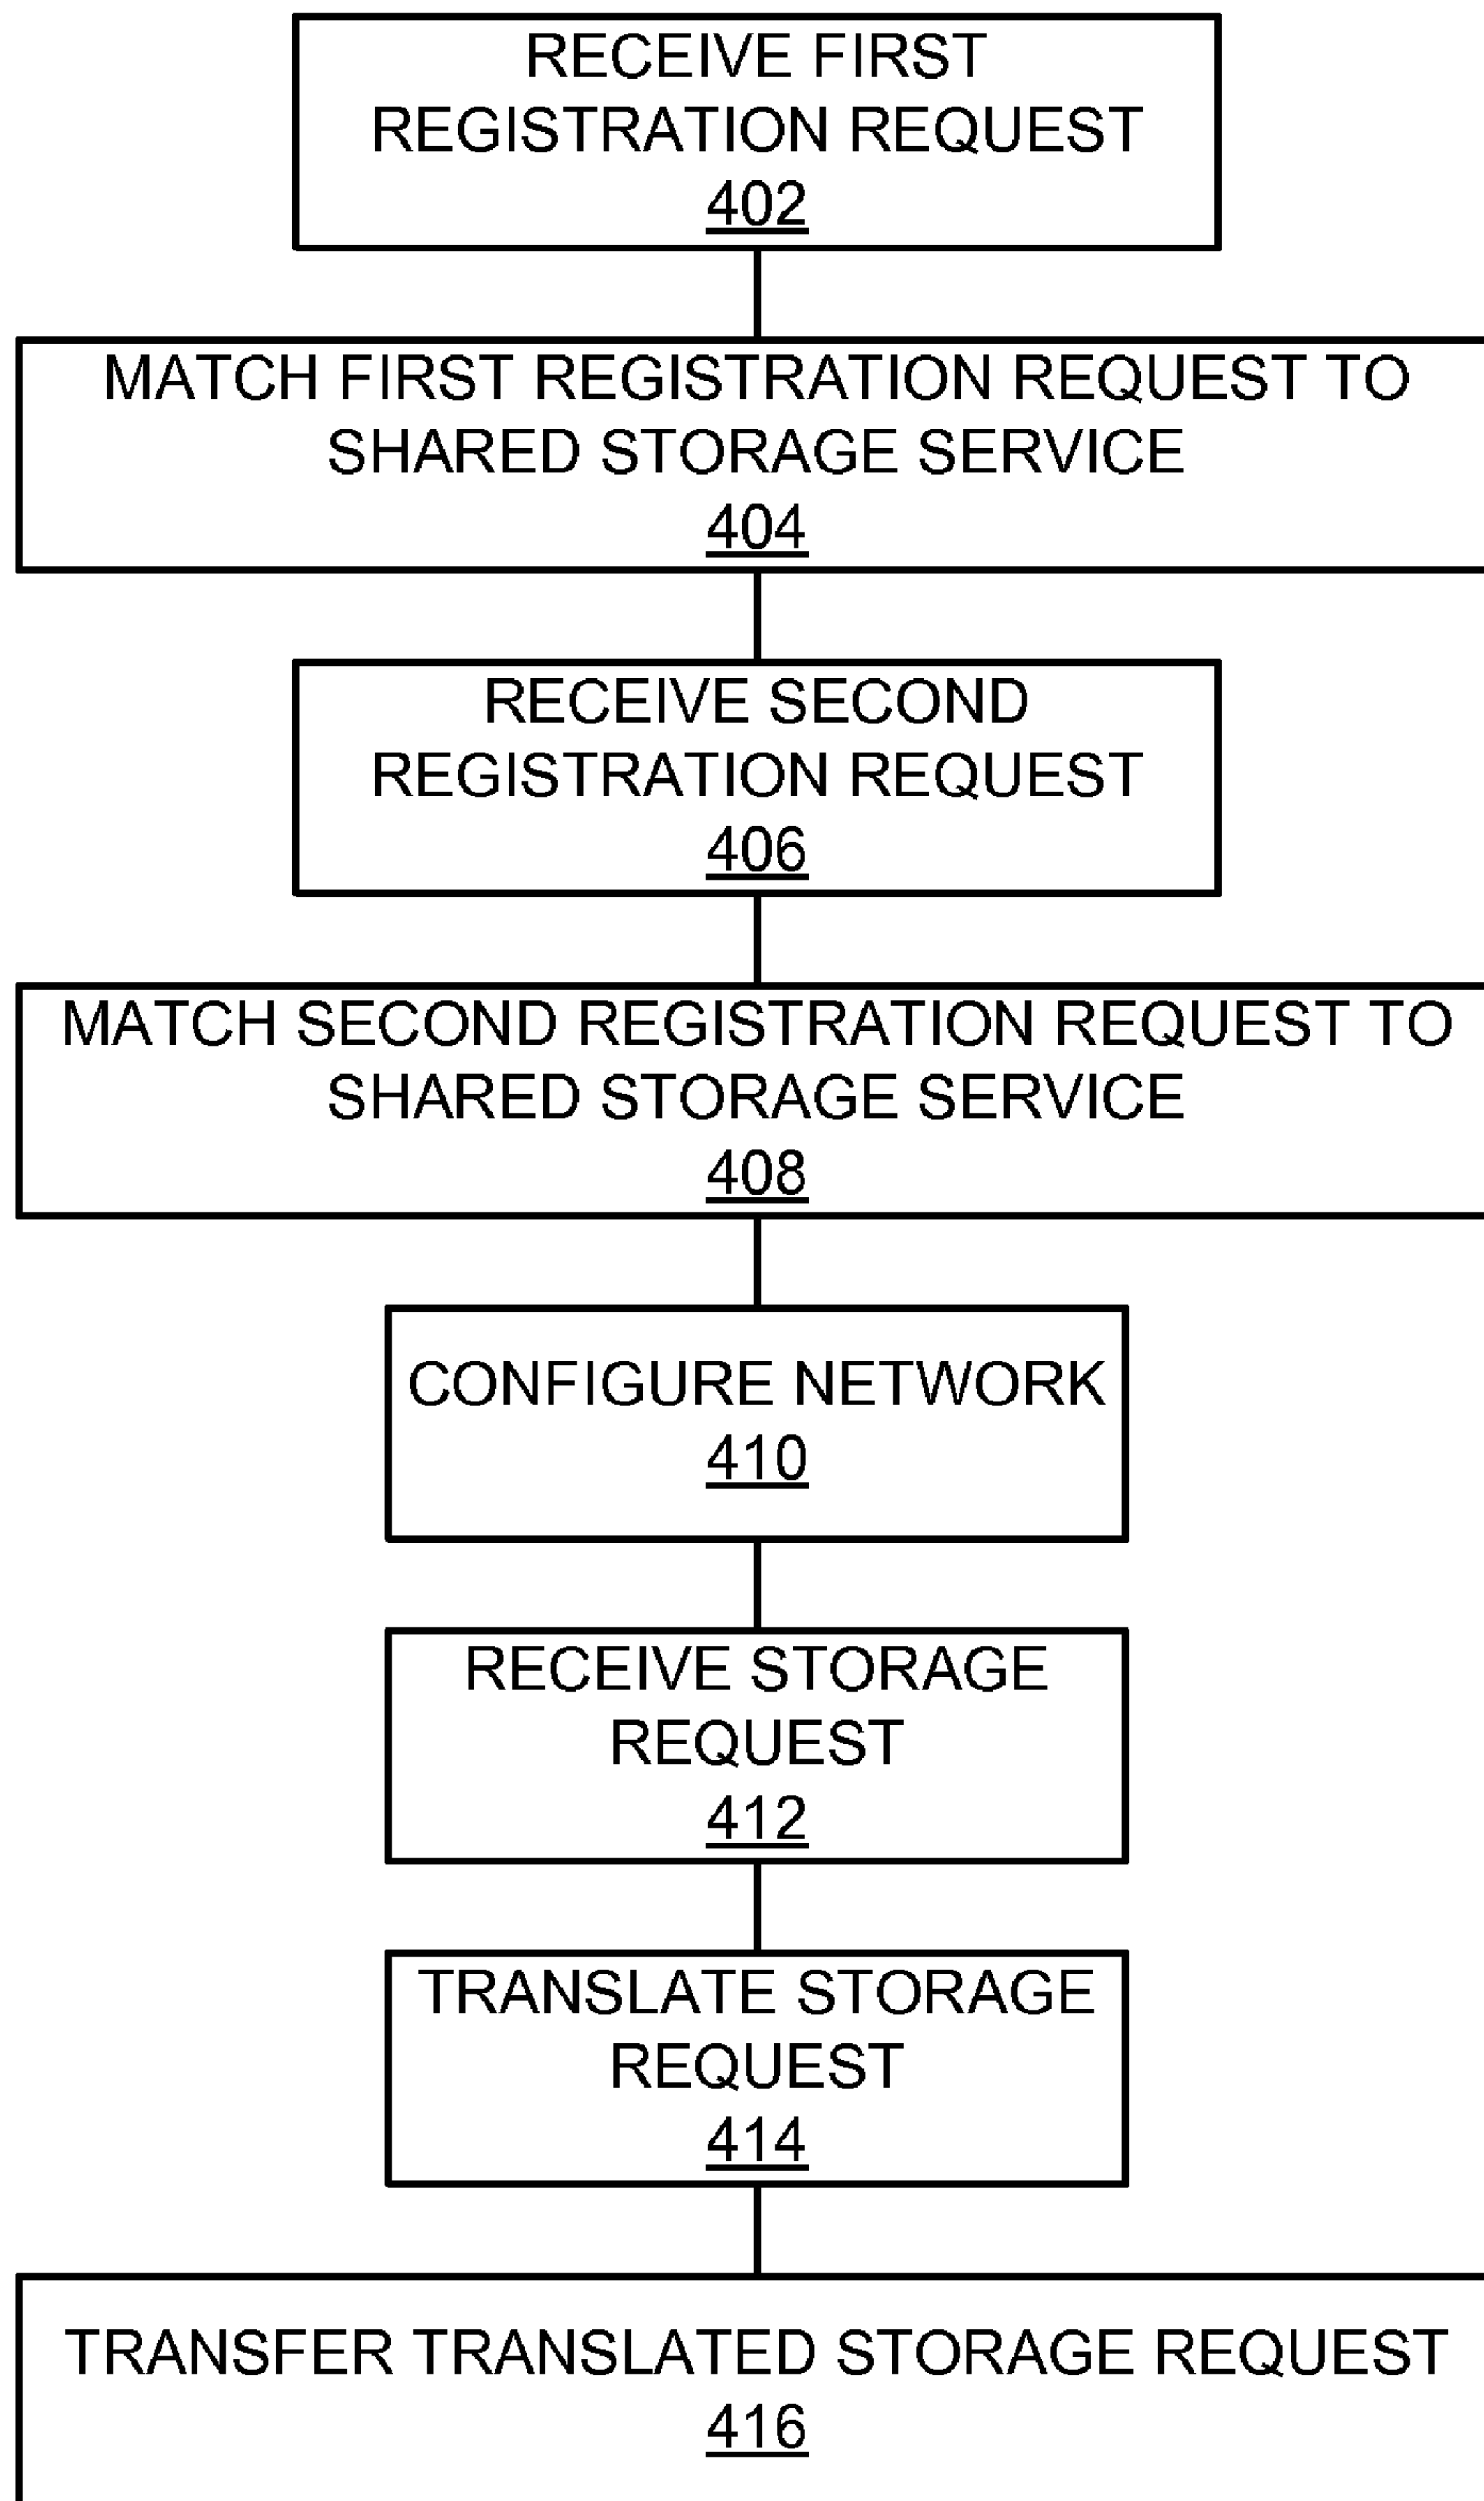 RECEIVE FIRST
REGISTRATION REQUEST
402
MATCH FIRST REGISTRATION REQUEST TO
SHARED STORAGE SERVICE
404
RECEIVE SECOND
REGISTRATION REQUEST
406
MATCH SECOND REGISTRATION REQUEST TO
SHARED STORAGE SERVICE
408
CONFIGURE NETWORK
410
RECEIVE STORAGE
REQUEST
412
TRANSLATE STORAGE
REQUEST
414
TRANSFER TRANSLATED STORAGE REQUEST
416